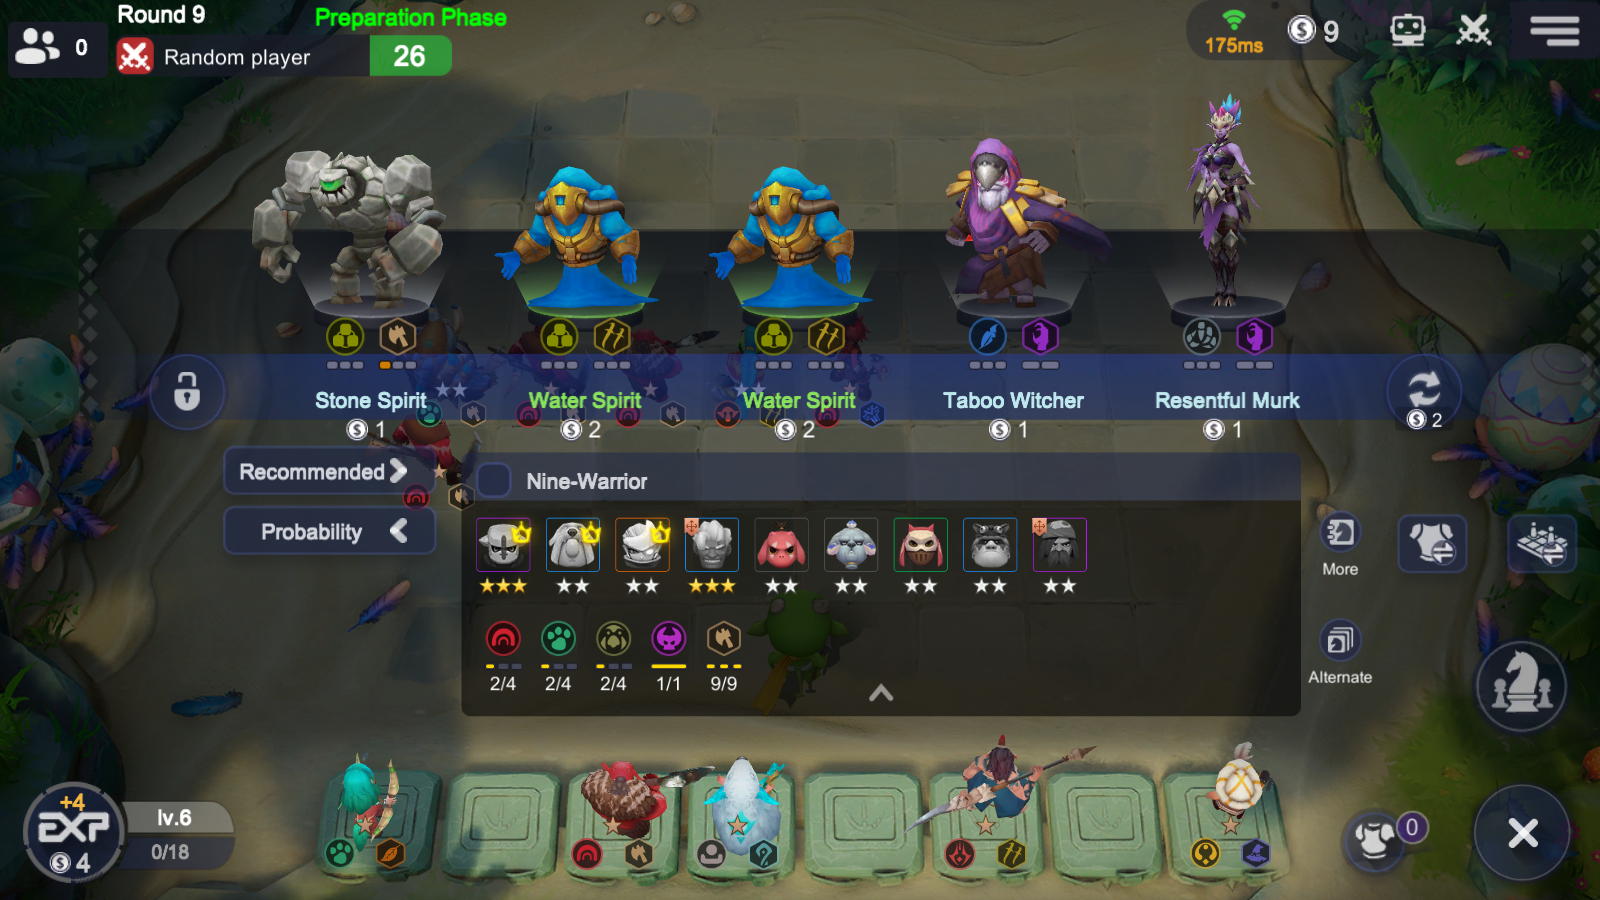 Round 9
Preparation Phase
0
Random player
26
175ms
9
Stone Spirit
Water Spirit
Water Spirit
Taboo Witcher
Resentful Murk
1
2
2
1
1
2
Recommended
Nine-Warrior
Probability
More
2/4
2/4
2/4
1/1
9/9
Alternate
+4
EXP
4
lv.6
0/18
0